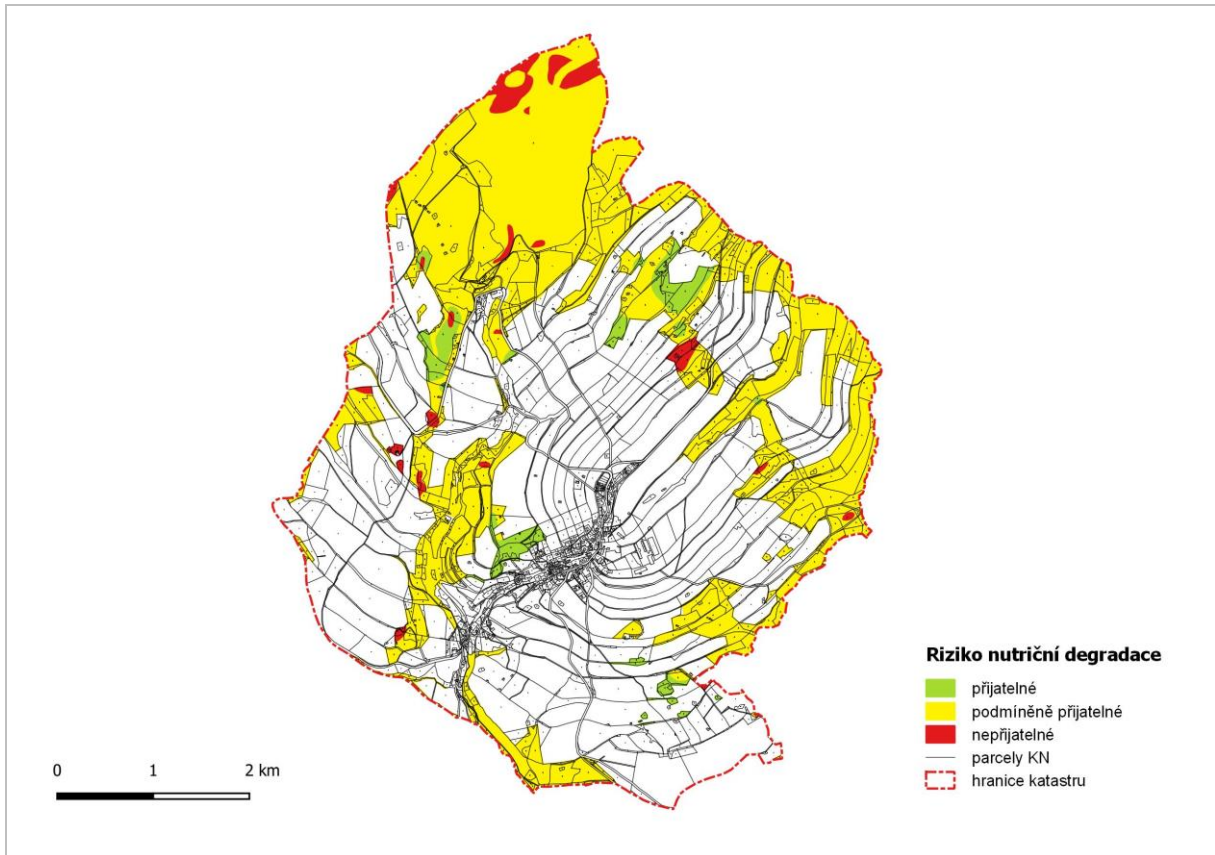 Riziko nutriční degradace
přijatelné
podmíněně přijatelné
nepřijatelné
parcely KN
hranice katastru
0 1 2 km